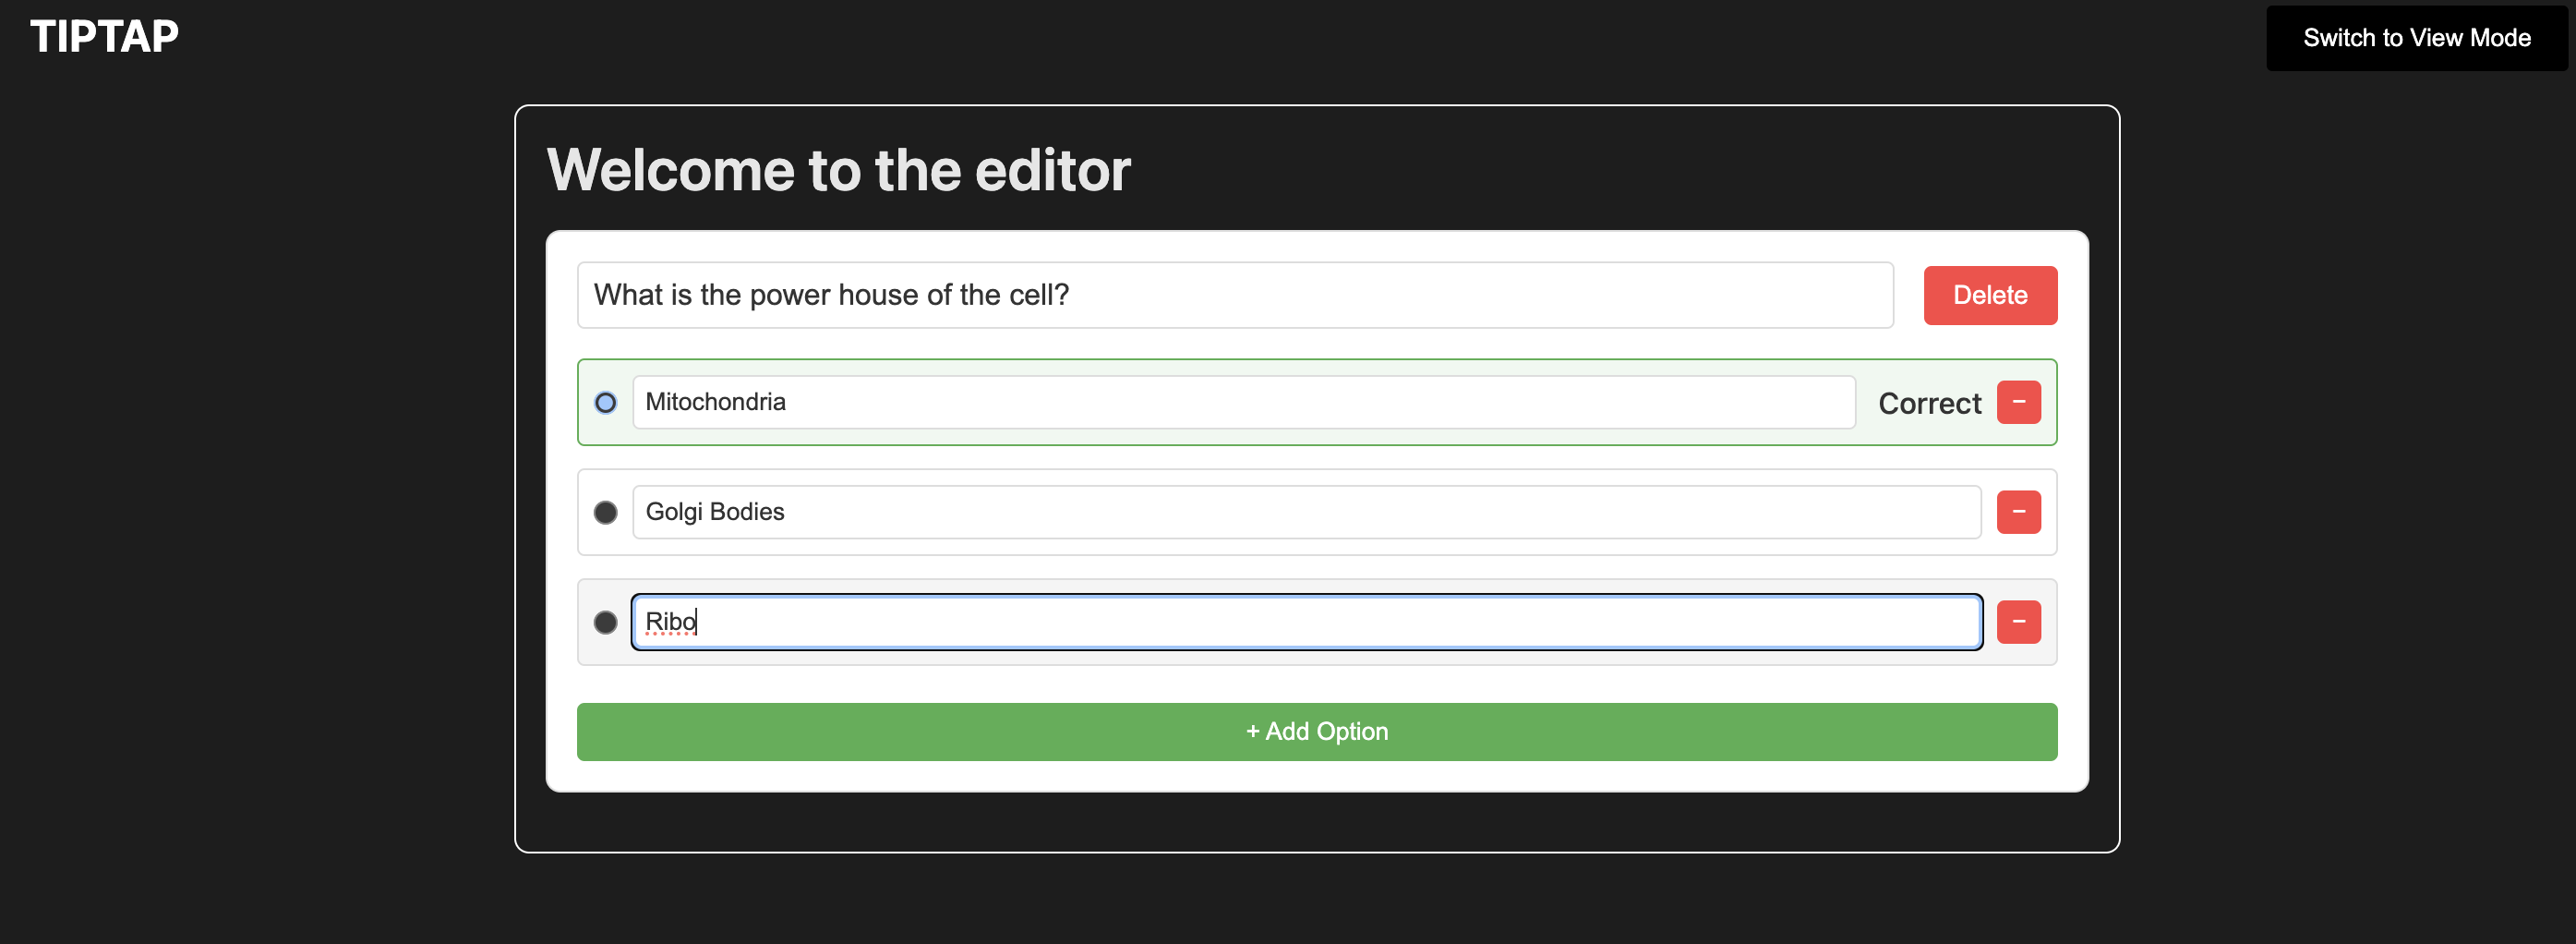 TIPTAP
Switch to View Mode
Welcome to the editor
What is the power house of the cell?
Delete
Mitochondria
Correct
−
Golgi Bodies
−
Ribo
−
+ Add Option